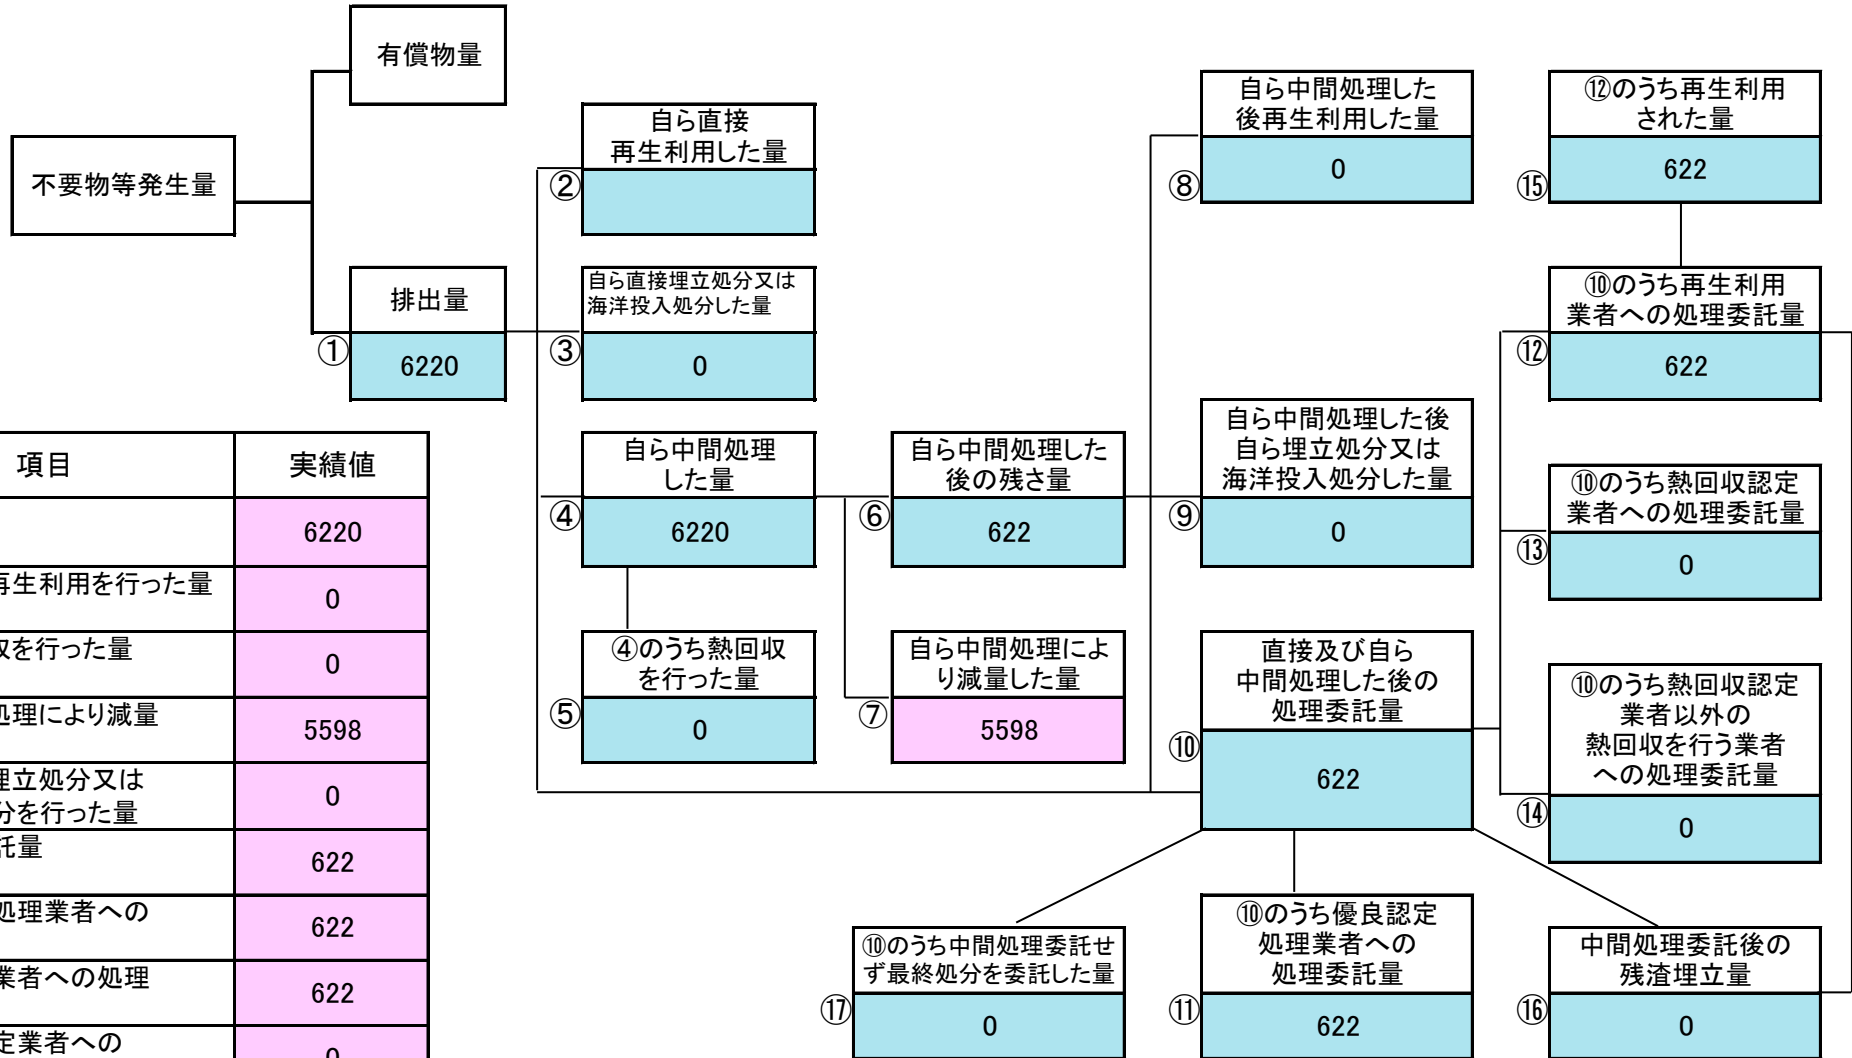 有償物量
不要物等発生量
排出量
①
6220
自ら直接
再生利用した量
②
自ら直接埋立処分又は
海洋投入処分した量
③
0
自ら中間処理
した量
④
6220
④のうち熱回収
を行った量
⑤
0
自ら中間処理した
後の残さ量
⑥
622
自ら中間処理によ
り減量した量
⑦
5598
自ら中間処理した
後再生利用した量
⑧
0
自ら中間処理した後
自ら埋立処分又は
海洋投入処分した量
⑨
0
直接及び自ら
中間処理した後の
処理委託量
⑩
622
⑫のうち再生利用
された量
⑮
622
⑩のうち再生利用
業者への処理委託量
⑫
622
⑩のうち熱回収認定
業者への処理委託量
⑬
0
⑩のうち熱回収認定
業者以外の
熱回収を行う業者
への処理委託量
⑭
0
⑩のうち中間処理委託せ
ず最終処分を委託した量
⑰
0
⑩のうち優良認定
処理業者への
処理委託量
⑪
622
中間処理委託後の
残渣埋立量
⑯
0
項目 実績値
6220
再生利用を行った量 0
を行った量 0
処理により減量 5598
埋立処分又は
分を行った量 0
託量 622
処理業者への 622
業者への処理 622
定業者への 0